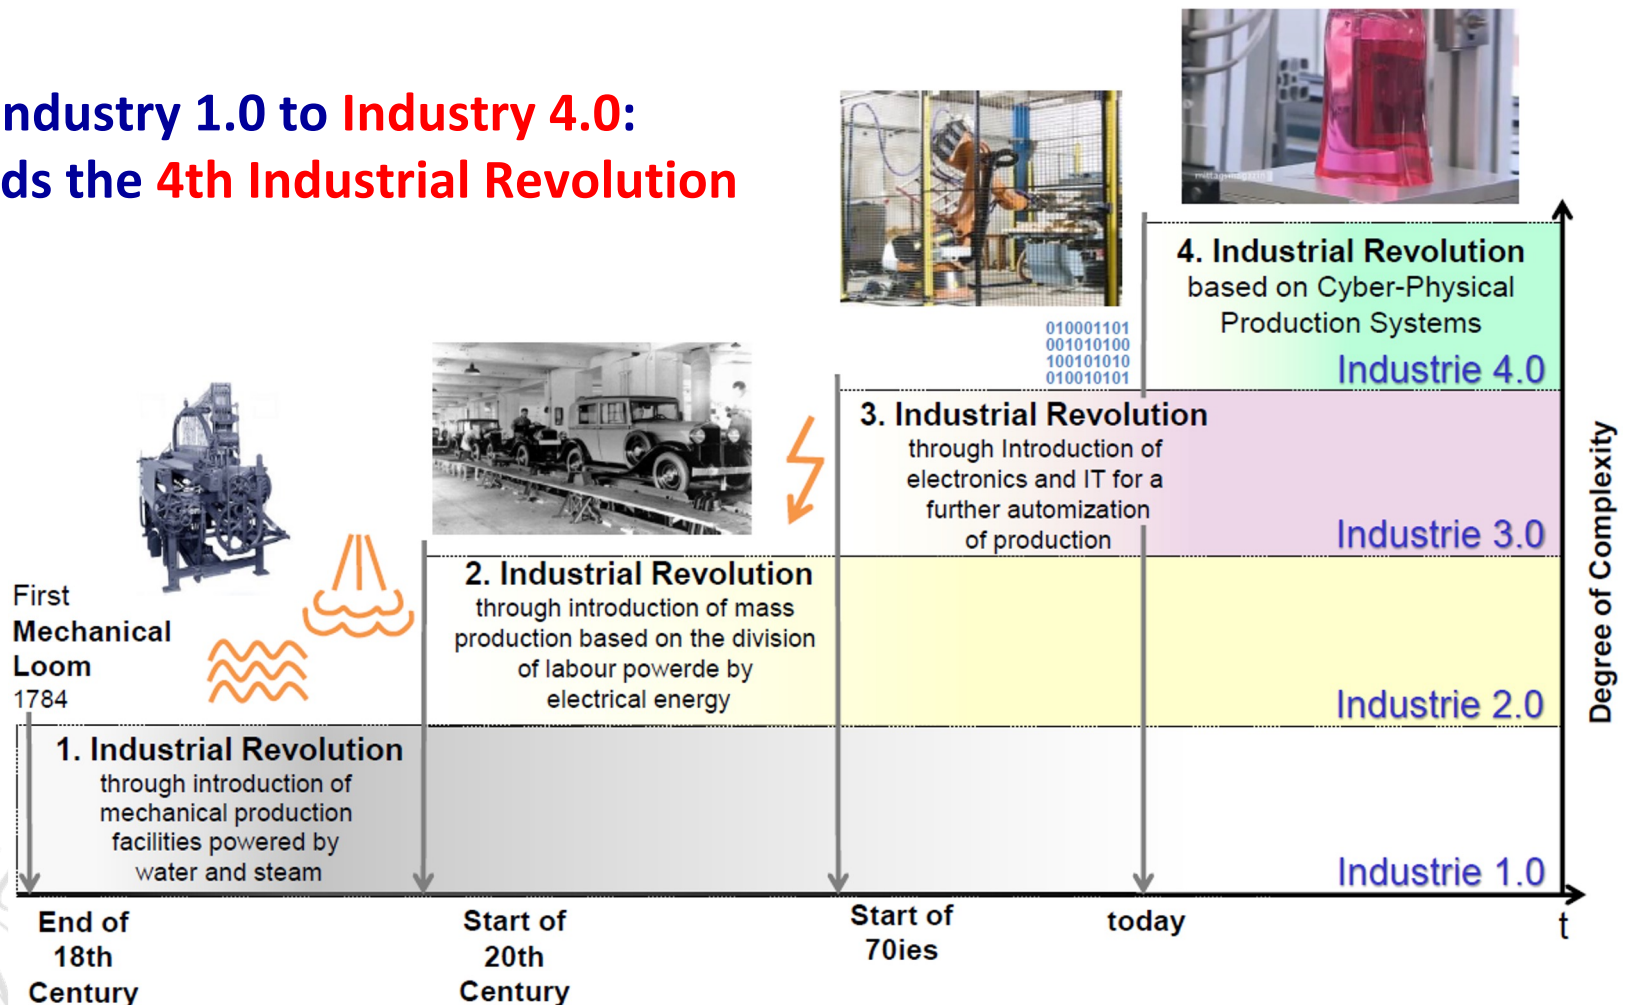 ndustry 1.0 to Industry 4.0:
ds the 4th Industrial Revolution
mittagsmagazin
010001101
001010100
100101010
010010101
4. Industrial Revolution
based on Cyber-Physical
Production Systems
Industrie 4.0
3. Industrial Revolution
through Introduction of
electronics and IT for a
further automization
of production
Industrie 3.0
2. Industrial Revolution
through introduction of mass
production based on the division
of labour powerde by
electrical energy
Industrie 2.0
First
Mechanical
Loom
1784
1. Industrial Revolution
through introduction of
mechanical production
facilities powered by
water and steam
Industrie 1.0
Degree of Complexity
End of
18th
Century
Start of
20th
Century
Start of
70ies
today
t